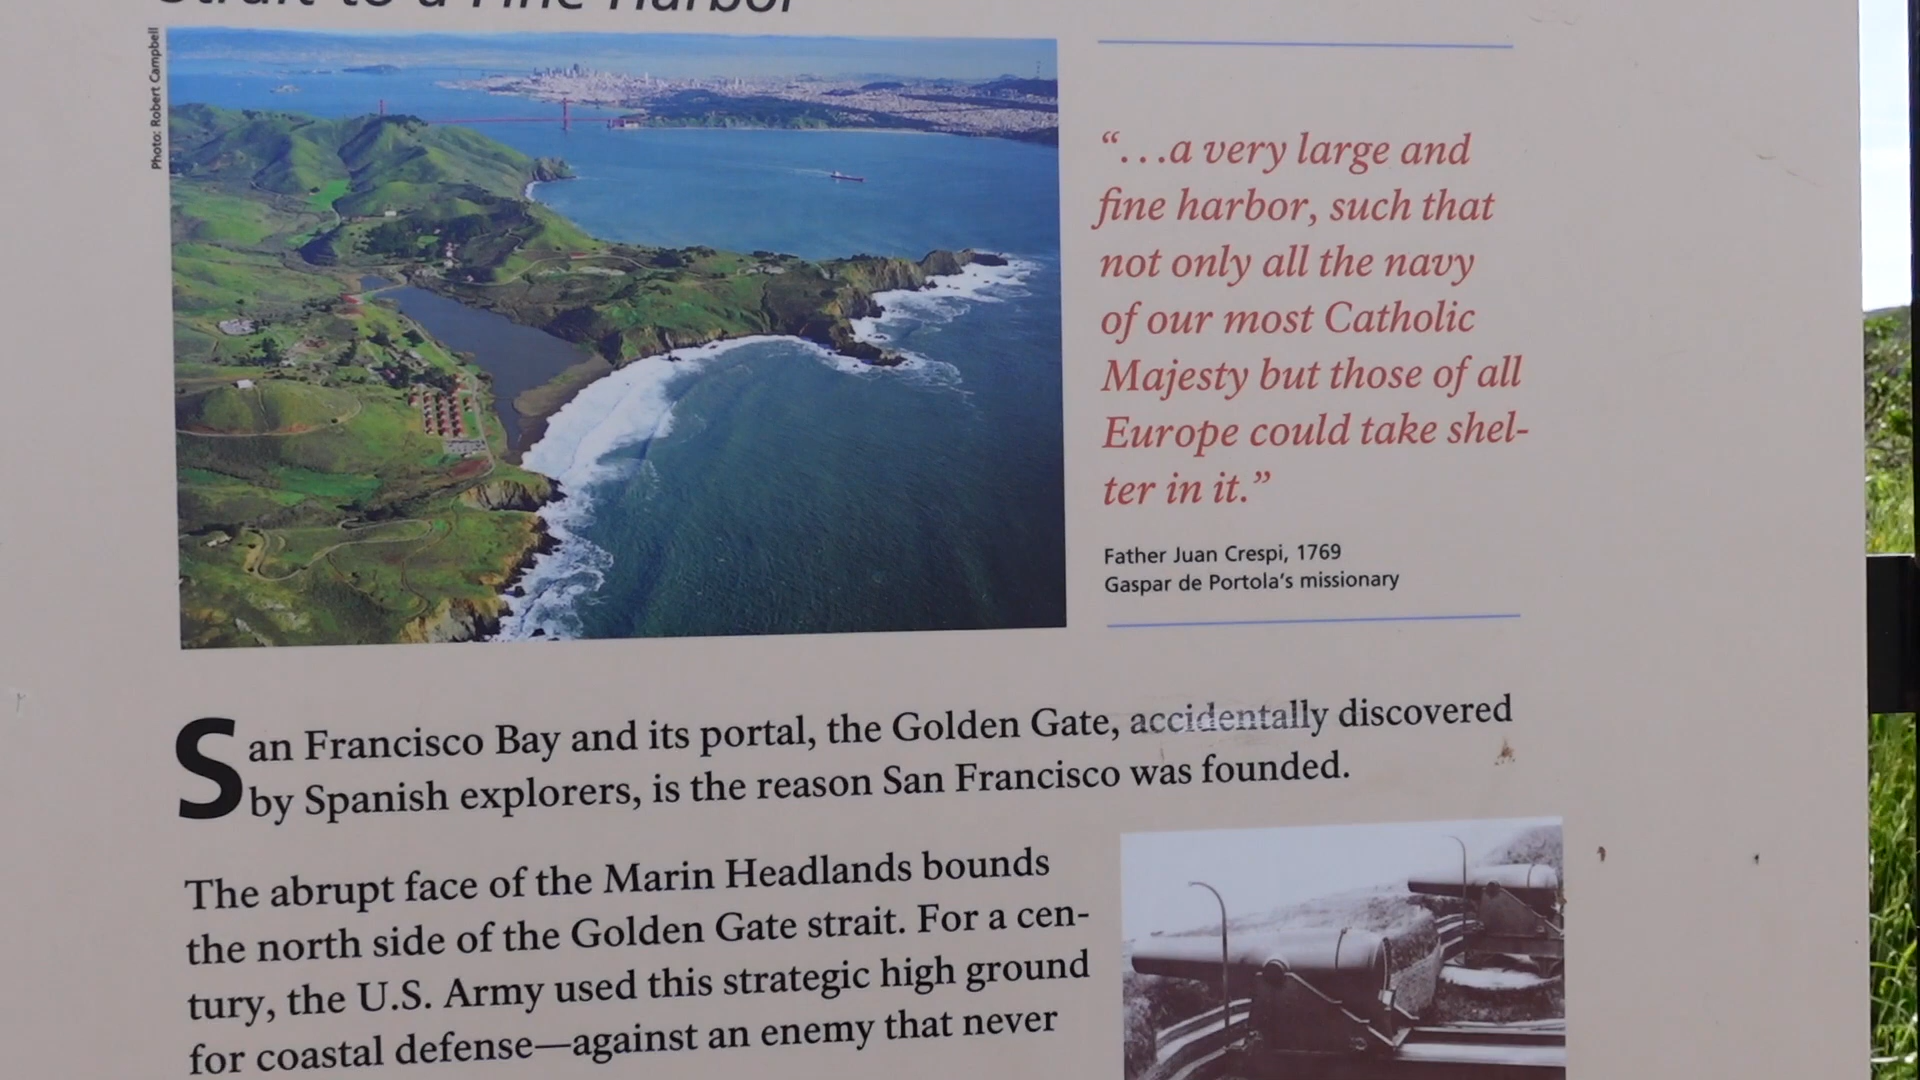 Strait to a Fine Harbor
Photo: Robert Campbell
“...a very large and
fine harbor, such that
not only all the navy
of our most Catholic
Majesty but those of all
Europe could take shel-
ter in it.”
Father Juan Crespi, 1769
Gaspar de Portola's missionary
San Francisco Bay and its portal, the Golden Gate, accidentally discovered
by Spanish explorers, is the reason San Francisco was founded.
The abrupt face of the Marin Headlands bounds
the north side of the Golden Gate strait. For a cen-
tury, the U.S. Army used this strategic high ground
for coastal defense—against an enemy that never